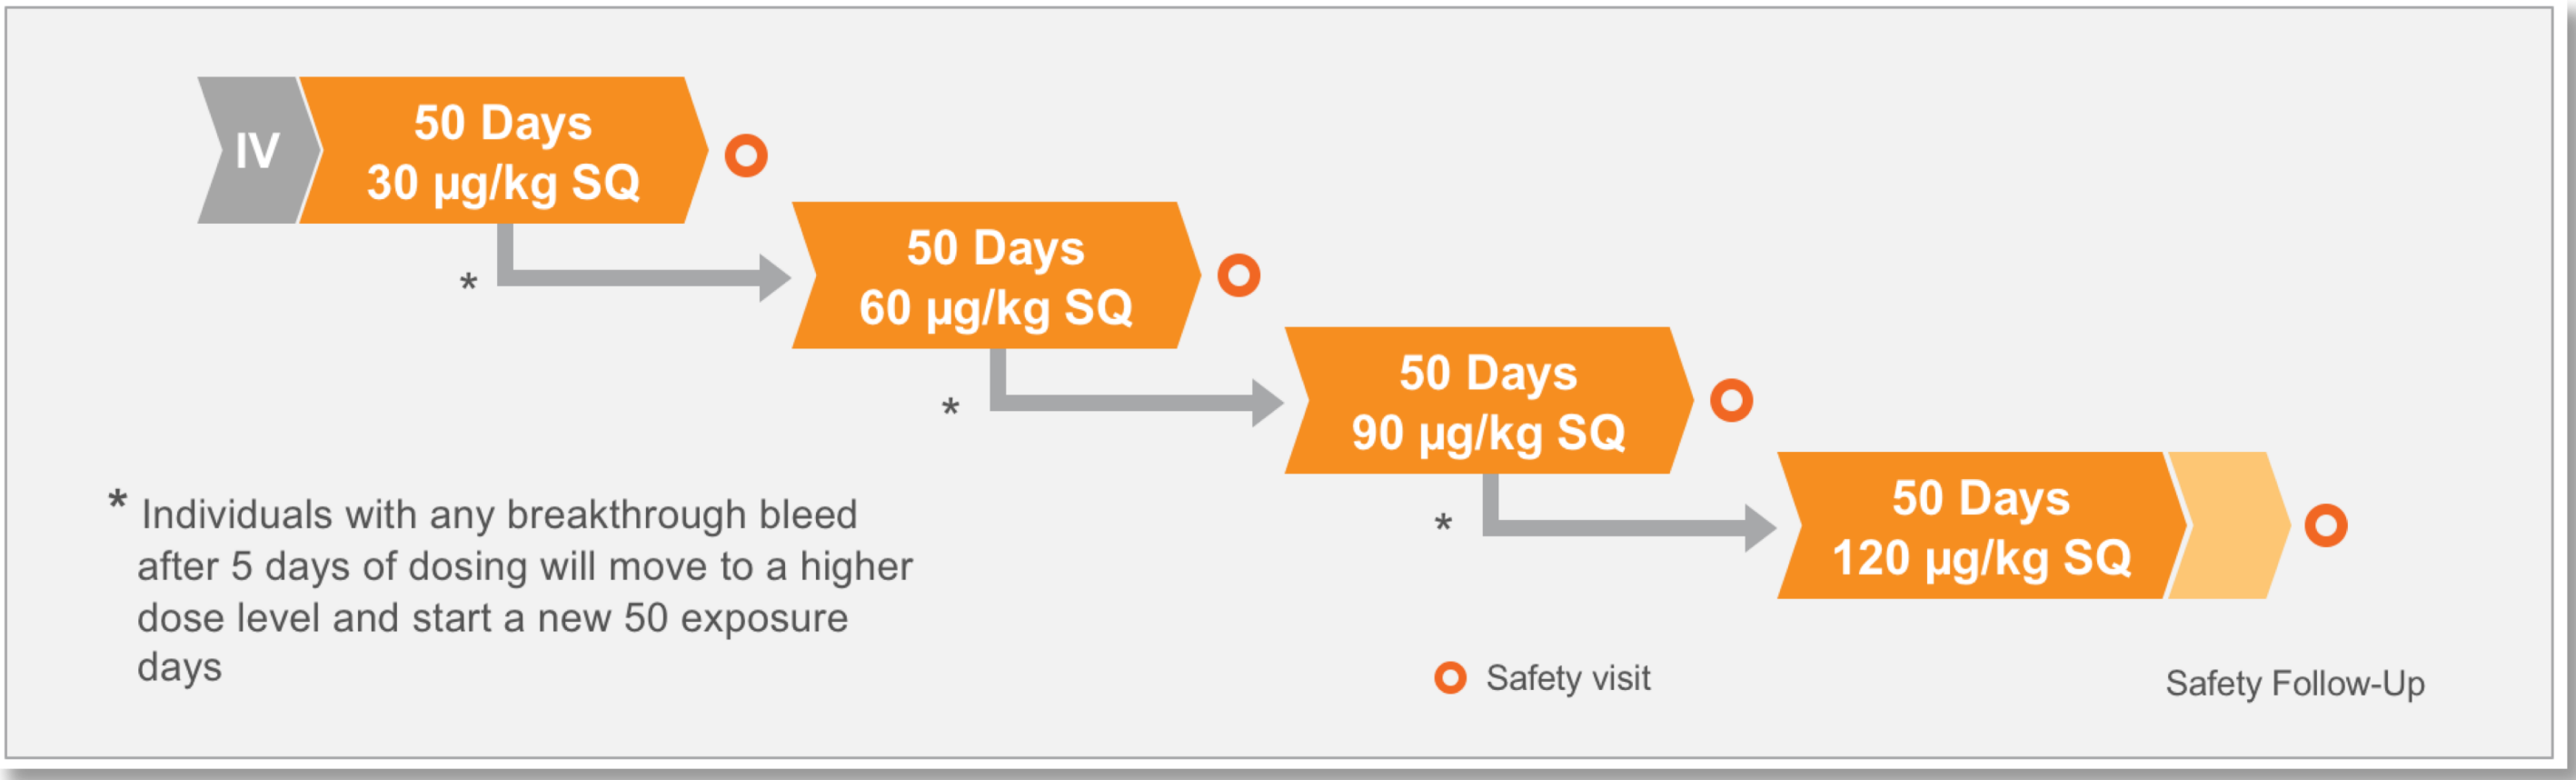 IV
50 Days
30 µg/kg SQ
*
50 Days
60 µg/kg SQ
*
50 Days
90 µg/kg SQ
*
50 Days
120 µg/kg SQ
* Individuals with any breakthrough bleed
after 5 days of dosing will move to a higher
dose level and start a new 50 exposure
days
Safety visit
Safety Follow-Up